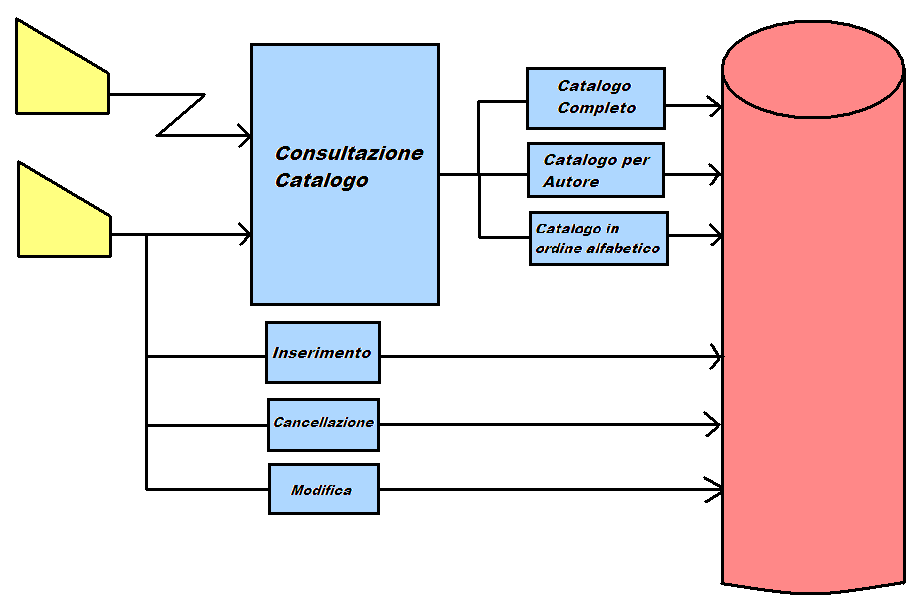 Consultazione
Catalogo
Catalogo
Completo
Catalogo per
Autore
Catalogo in
ordine alfabetico
Inserimento
Cancellazione
Modifica